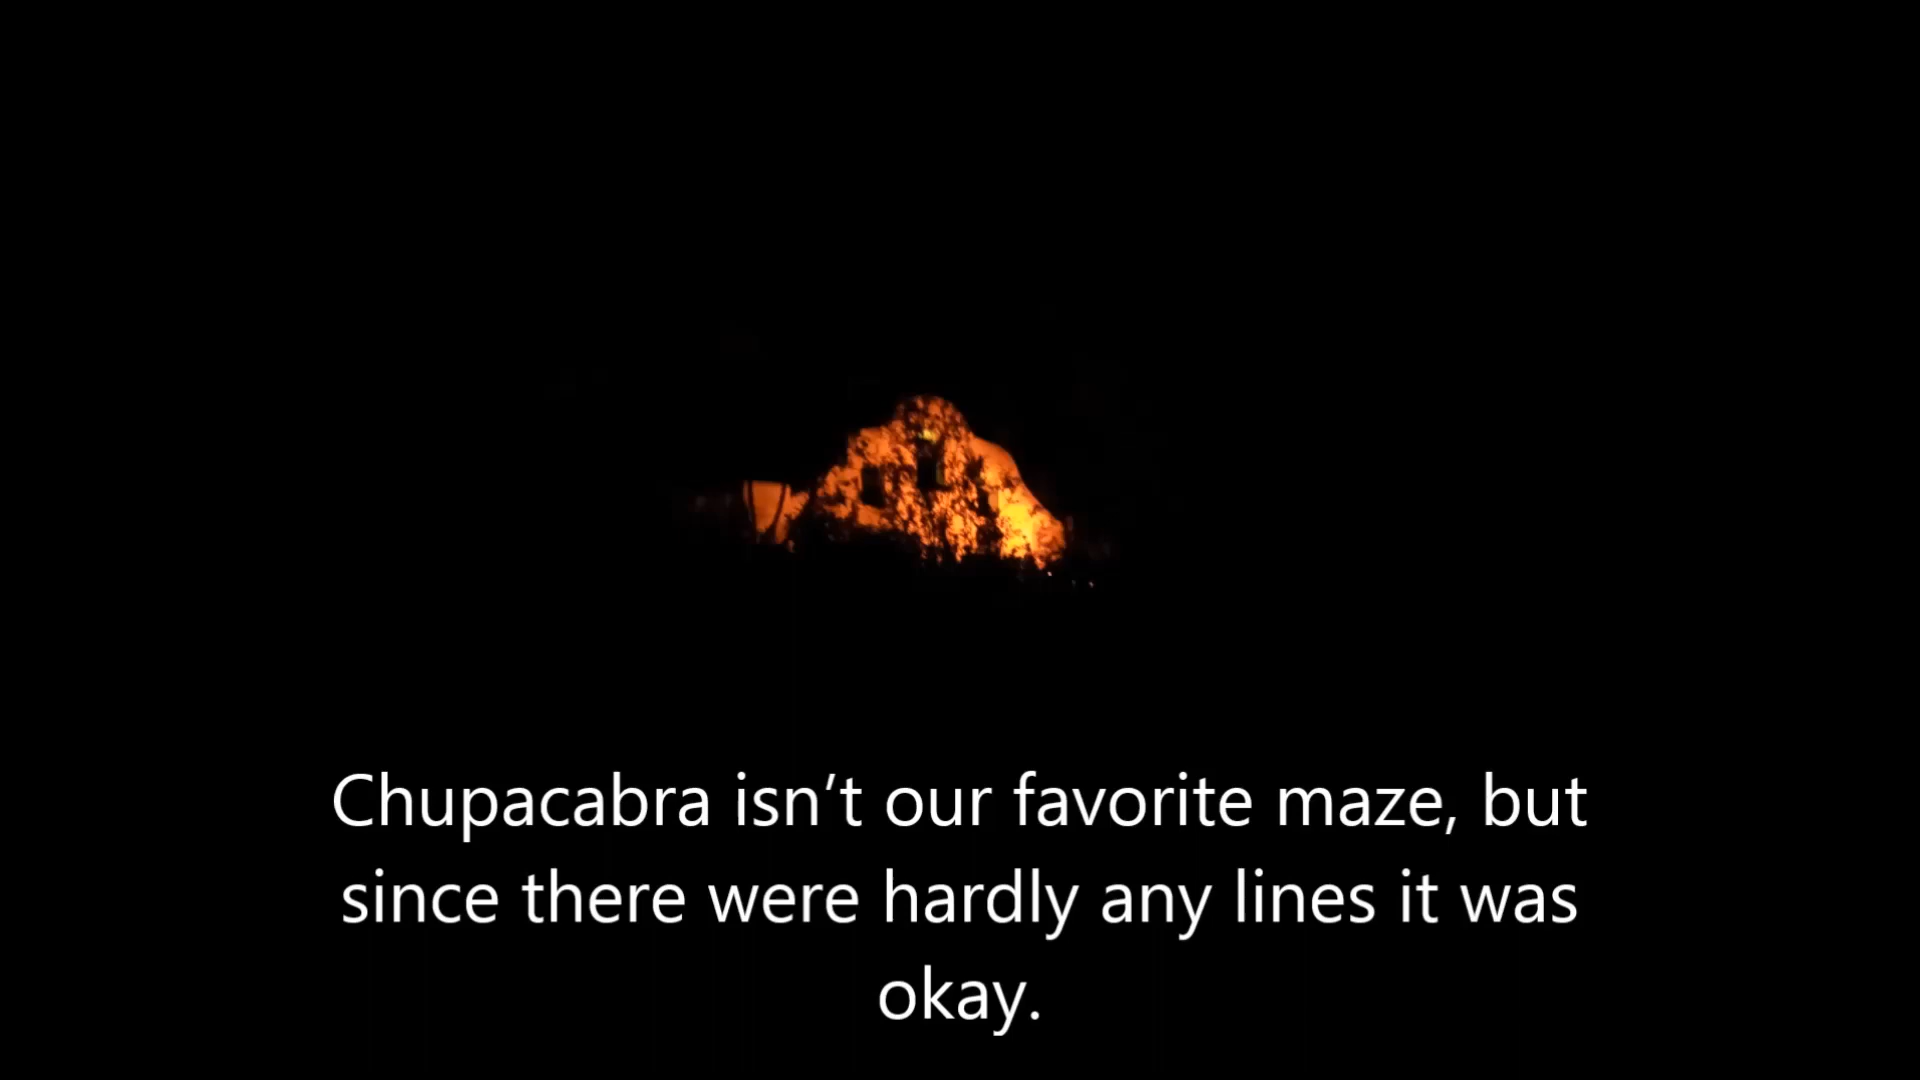 Chupacabra isn’t our favorite maze, but
since there were hardly any lines it was
okay.